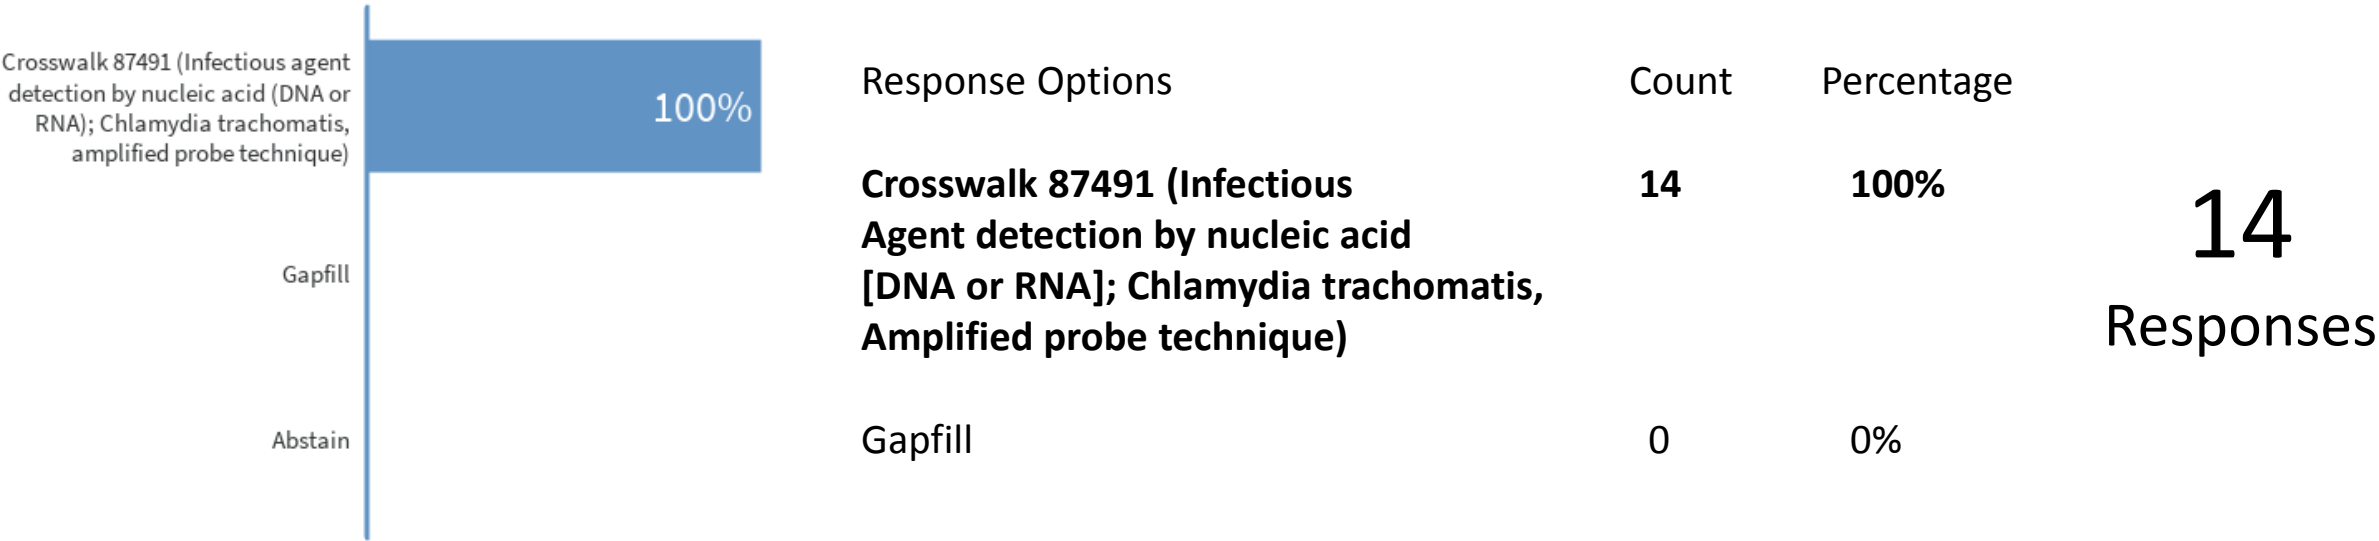 Crosswalk 87491 (Infectious agent
detection by nucleic acid (DNA or
RNA); Chlamydia trachomatis,
amplified probe technique)
100%
Gapfill
Abstain
Response Options Count Percentage
Crosswalk 87491 (Infectious 14 100%
Agent detection by nucleic acid
[DNA or RNA]; Chlamydia trachomatis,
Amplified probe technique)
Gapfill 0 0%
14
Responses